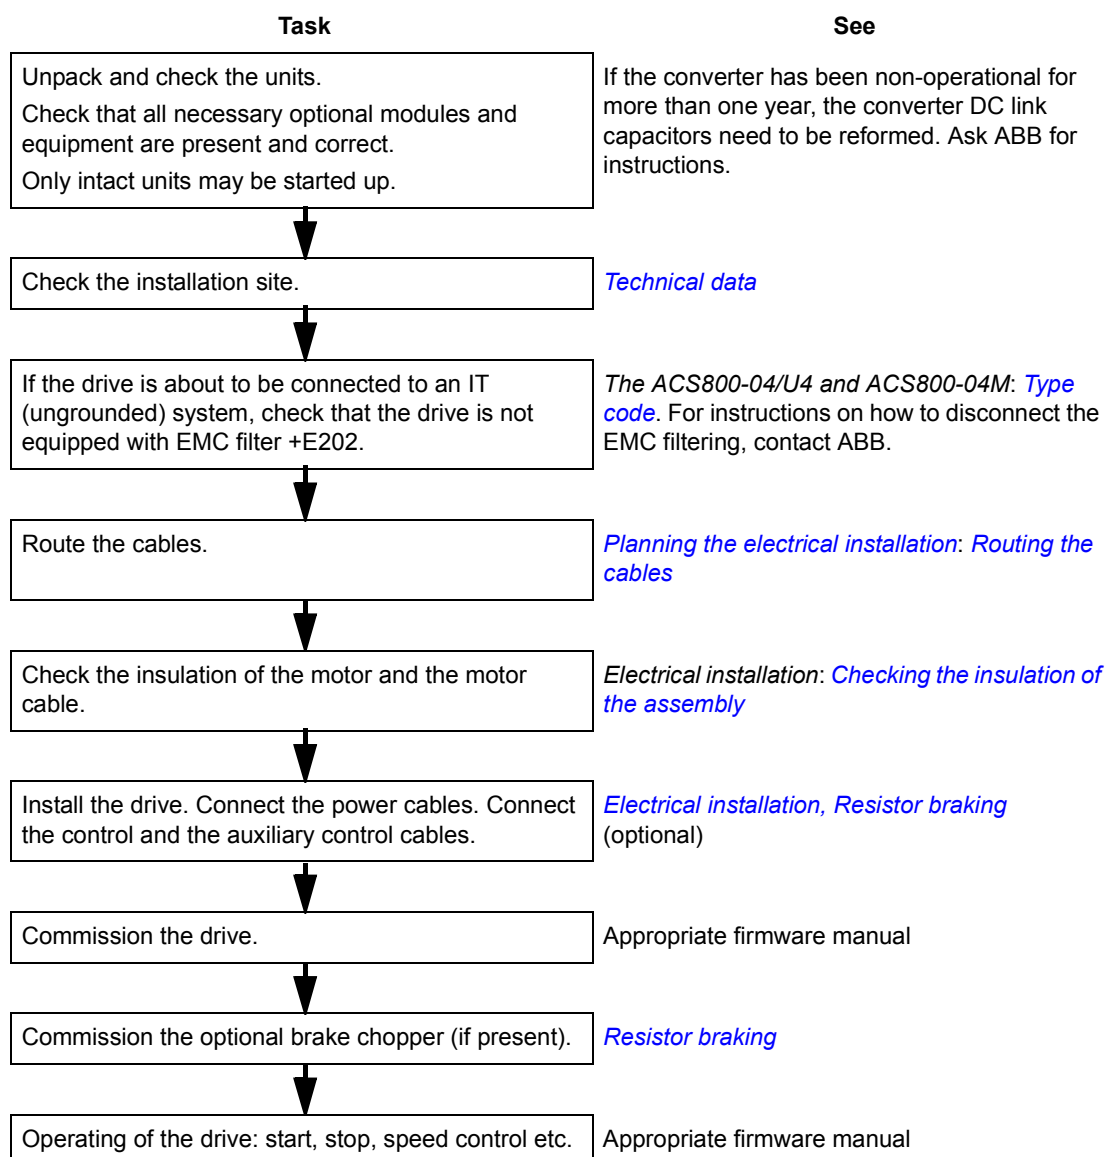 Task
See
Unpack and check the units.
Check that all necessary optional modules and
equipment are present and correct.
Only intact units may be started up.
If the converter has been non-operational for
more than one year, the converter DC link
capacitors need to be reformed. Ask ABB for
instructions.
Check the installation site.
Technical data
If the drive is about to be connected to an IT
(ungrounded) system, check that the drive is not
equipped with EMC filter +E202.
The ACS800-04/U4 and ACS800-04M: Type
code. For instructions on how to disconnect the
EMC filtering, contact ABB.
Route the cables.
Planning the electrical installation: Routing the
cables
Check the insulation of the motor and the motor
cable.
Electrical installation: Checking the insulation of
the assembly
Install the drive. Connect the power cables. Connect
the control and the auxiliary control cables.
Electrical installation, Resistor braking
(optional)
Commission the drive.
Appropriate firmware manual
Commission the optional brake chopper (if present).
Resistor braking
Operating of the drive: start, stop, speed control etc.
Appropriate firmware manual